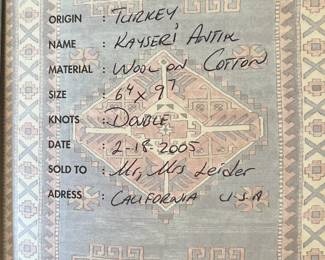 ORIGIN : TURKEY,
NAME : KAYSERİ ANTIK
MATERIAL : WOOL ON COTTON
SIZE : 64 x 97
KNOTS : DOUBLE
DATE : 2-18-2005
SOLD TO : Mr, Mrs Leider
ADRESS : CALIFORNIA U.S.A